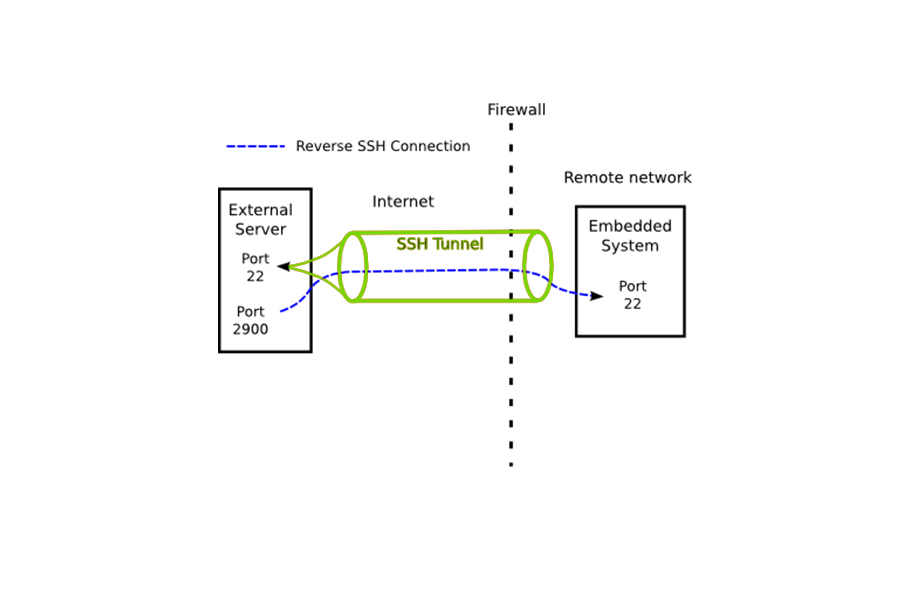 Firewall
Reverse SSH Connection
Remote network
Internet
External
Server
Port
22
Port
2900
SSH Tunnel
Embedded
System
Port
22